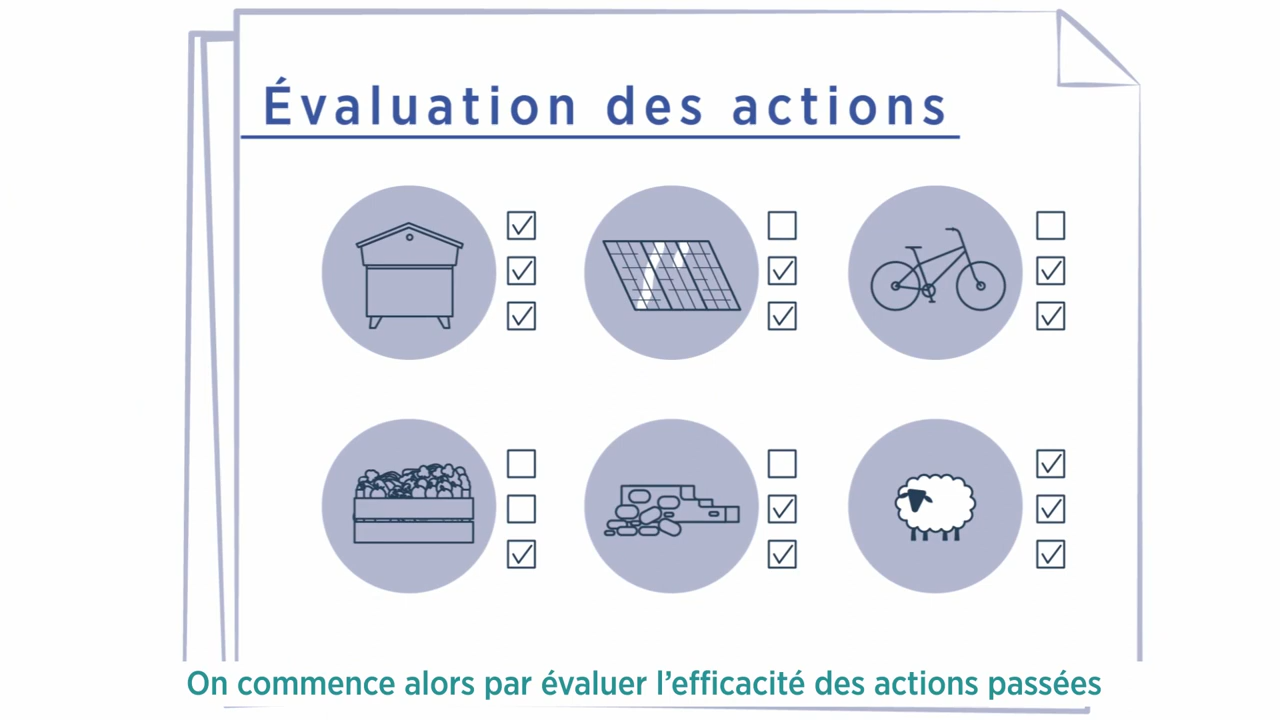 Évaluation des actions
On commence alors par évaluer l’efficacité des actions passées